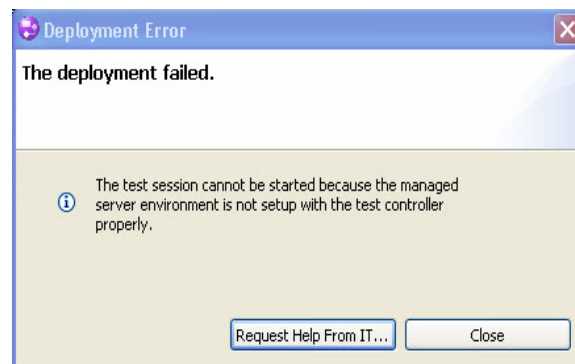 Deployment Error
The deployment failed.
The test session cannot be started because the managed
server environment is not setup with the test controller
properly.
Request Help From IT...
Close